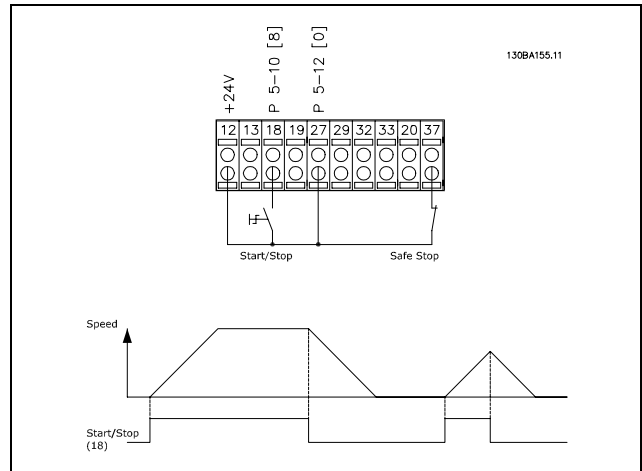 130BA155.11
+24V
P 5-10 [8]
P 5-12 [0]
12 13 18 19 27 29 32 33 20 37
Start/Stop
Safe Stop
Speed
Start/Stop
(18)